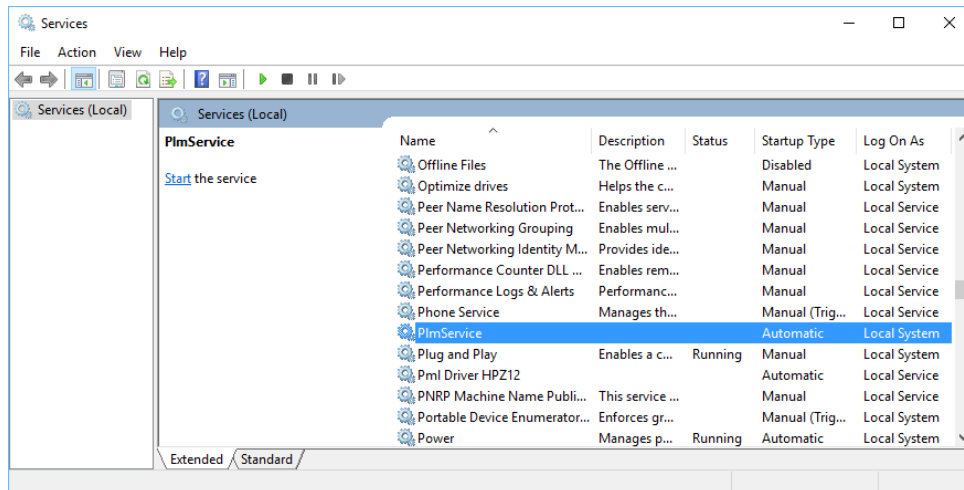 Services
File Action View Help
Services (Local)
Services (Local)
PlmService
Start the service
Name Description Status Startup Type Log On As
Offline Files The Offline ... Disabled Local System
Optimize drives Helps the c... Manual Local System
Peer Name Resolution Prot... Enables serv... Manual Local Service
Peer Networking Grouping Enables mul... Manual Local Service
Peer Networking Identity M... Provides ide... Manual Local Service
Performance Counter DLL ... Enables rem... Manual Local Service
Performance Logs & Alerts Performanc... Manual Local Service
Phone Service Manages th... Manual (Trig... Local Service
PlmService Automatic Local System
Plug and Play Enables a c... Running Manual Local System
Pml Driver HPZ12 Automatic Local Service
PNRP Machine Name Publi... This service ... Manual Local Service
Portable Device Enumerator... Enforces gr... Manual (Trig... Local System
Power Manages p... Running Automatic Local System
Extended Standard